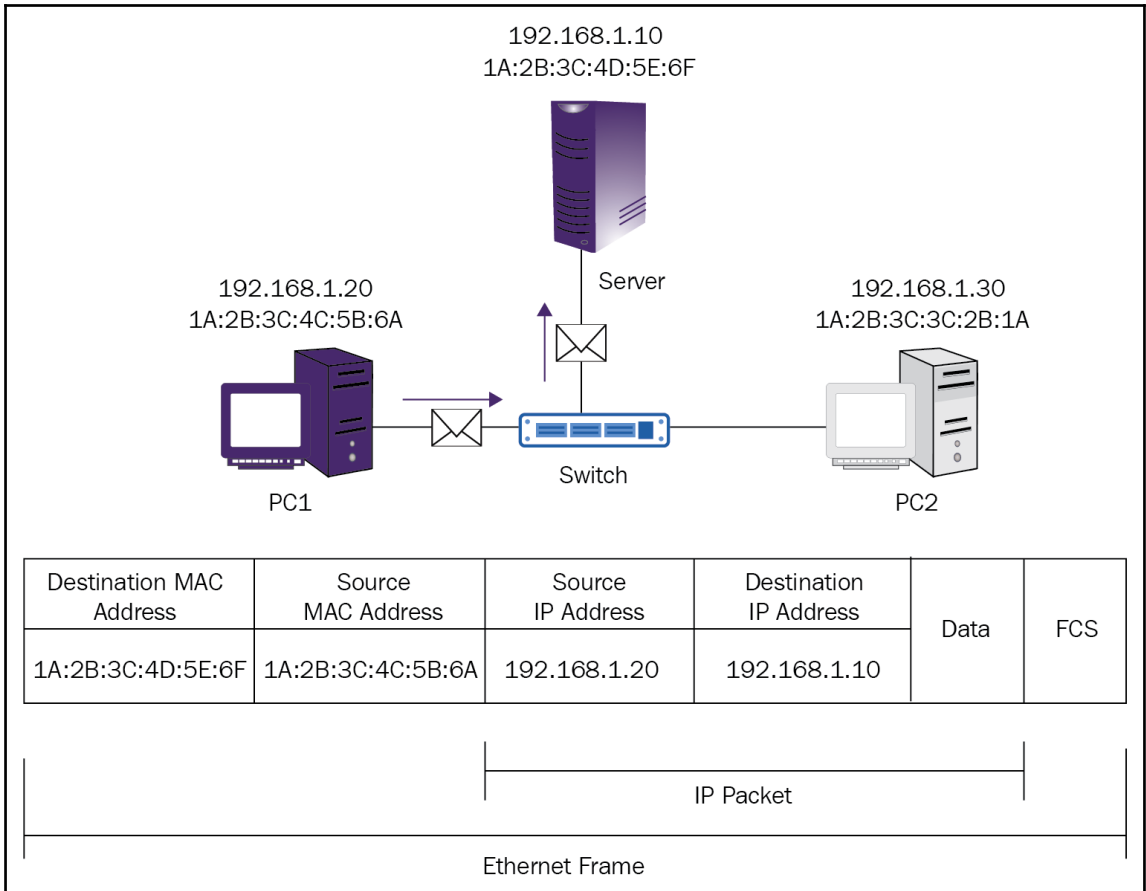 192.168.1.10
1A:2B:3C:4D:5E:6F
Server
192.168.1.20
1A:2B:3C:4C:5B:6A
192.168.1.30
1A:2B:3C:3C:2B:1A
PC1
Switch
PC2
Destination MAC
Address
Source
MAC Address
Source
IP Address
Destination
IP Address
Data
FCS
1A:2B:3C:4D:5E:6F
1A:2B:3C:4C:5B:6A
192.168.1.20
192.168.1.10
IP Packet
Ethernet Frame